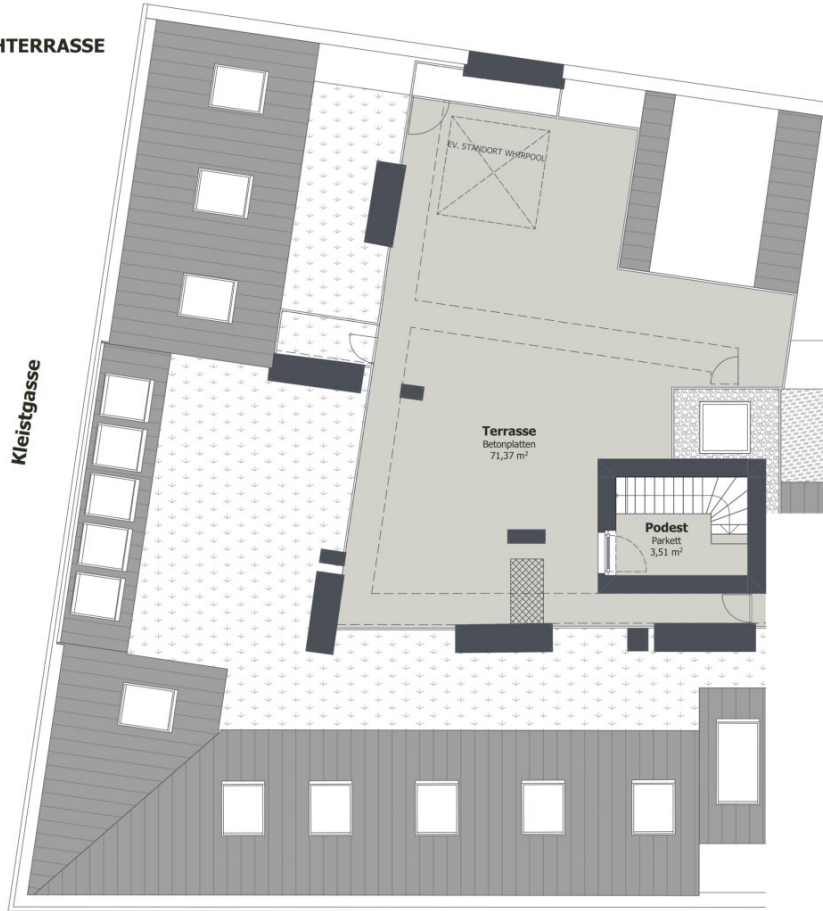 HTERRASSE
EV. STANDORT WHIRPOOL
Kleistgasse
Terrasse
Betonplatten
71,37 m²
Podest
Parkett
3,51 m²